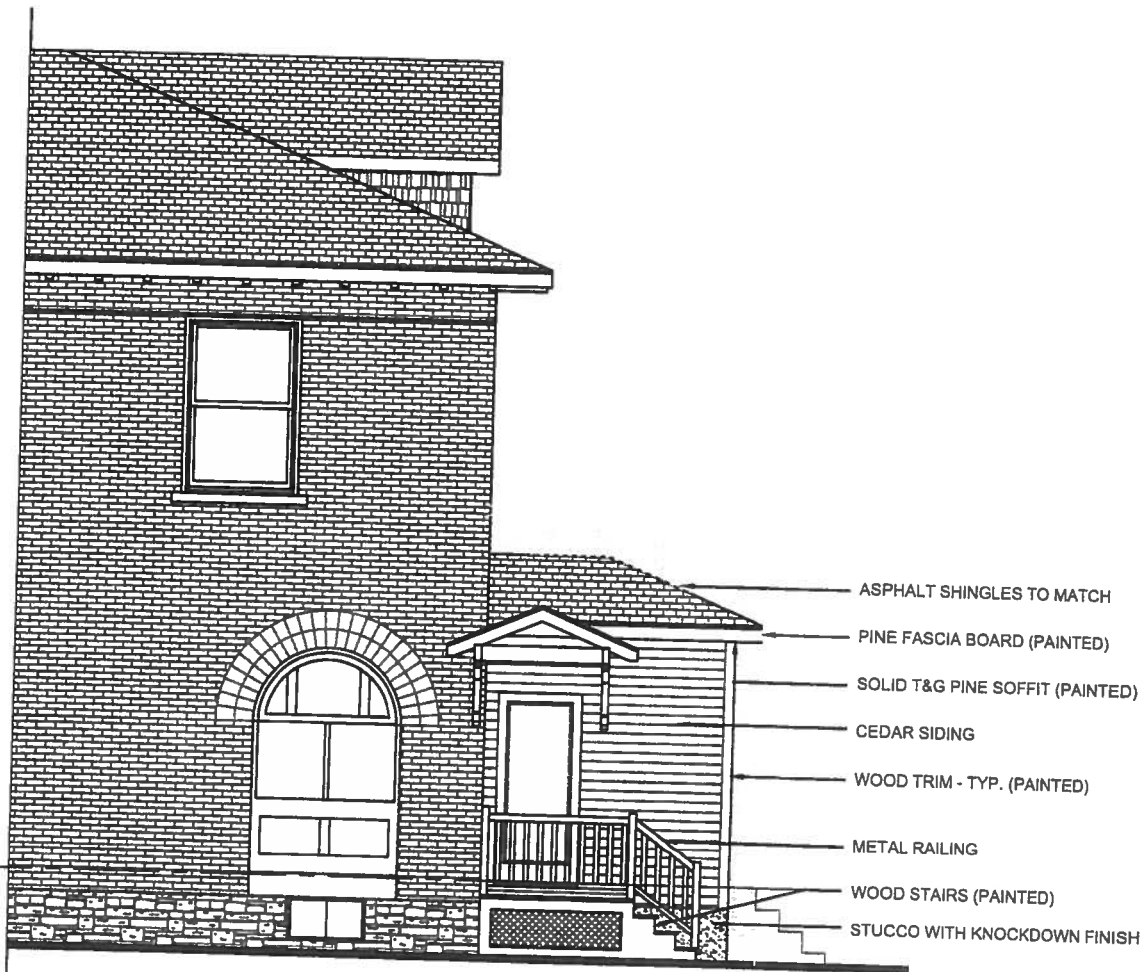 ASPHALT SHINGLES TO MATCH
PINE FASCIA BOARD (PAINTED)
SOLID T&G PINE SOFFIT (PAINTED)
CEDAR SIDING
WOOD TRIM - TYP. (PAINTED)
METAL RAILING
WOOD STAIRS (PAINTED)
STUCCO WITH KNOCKDOWN FINISH